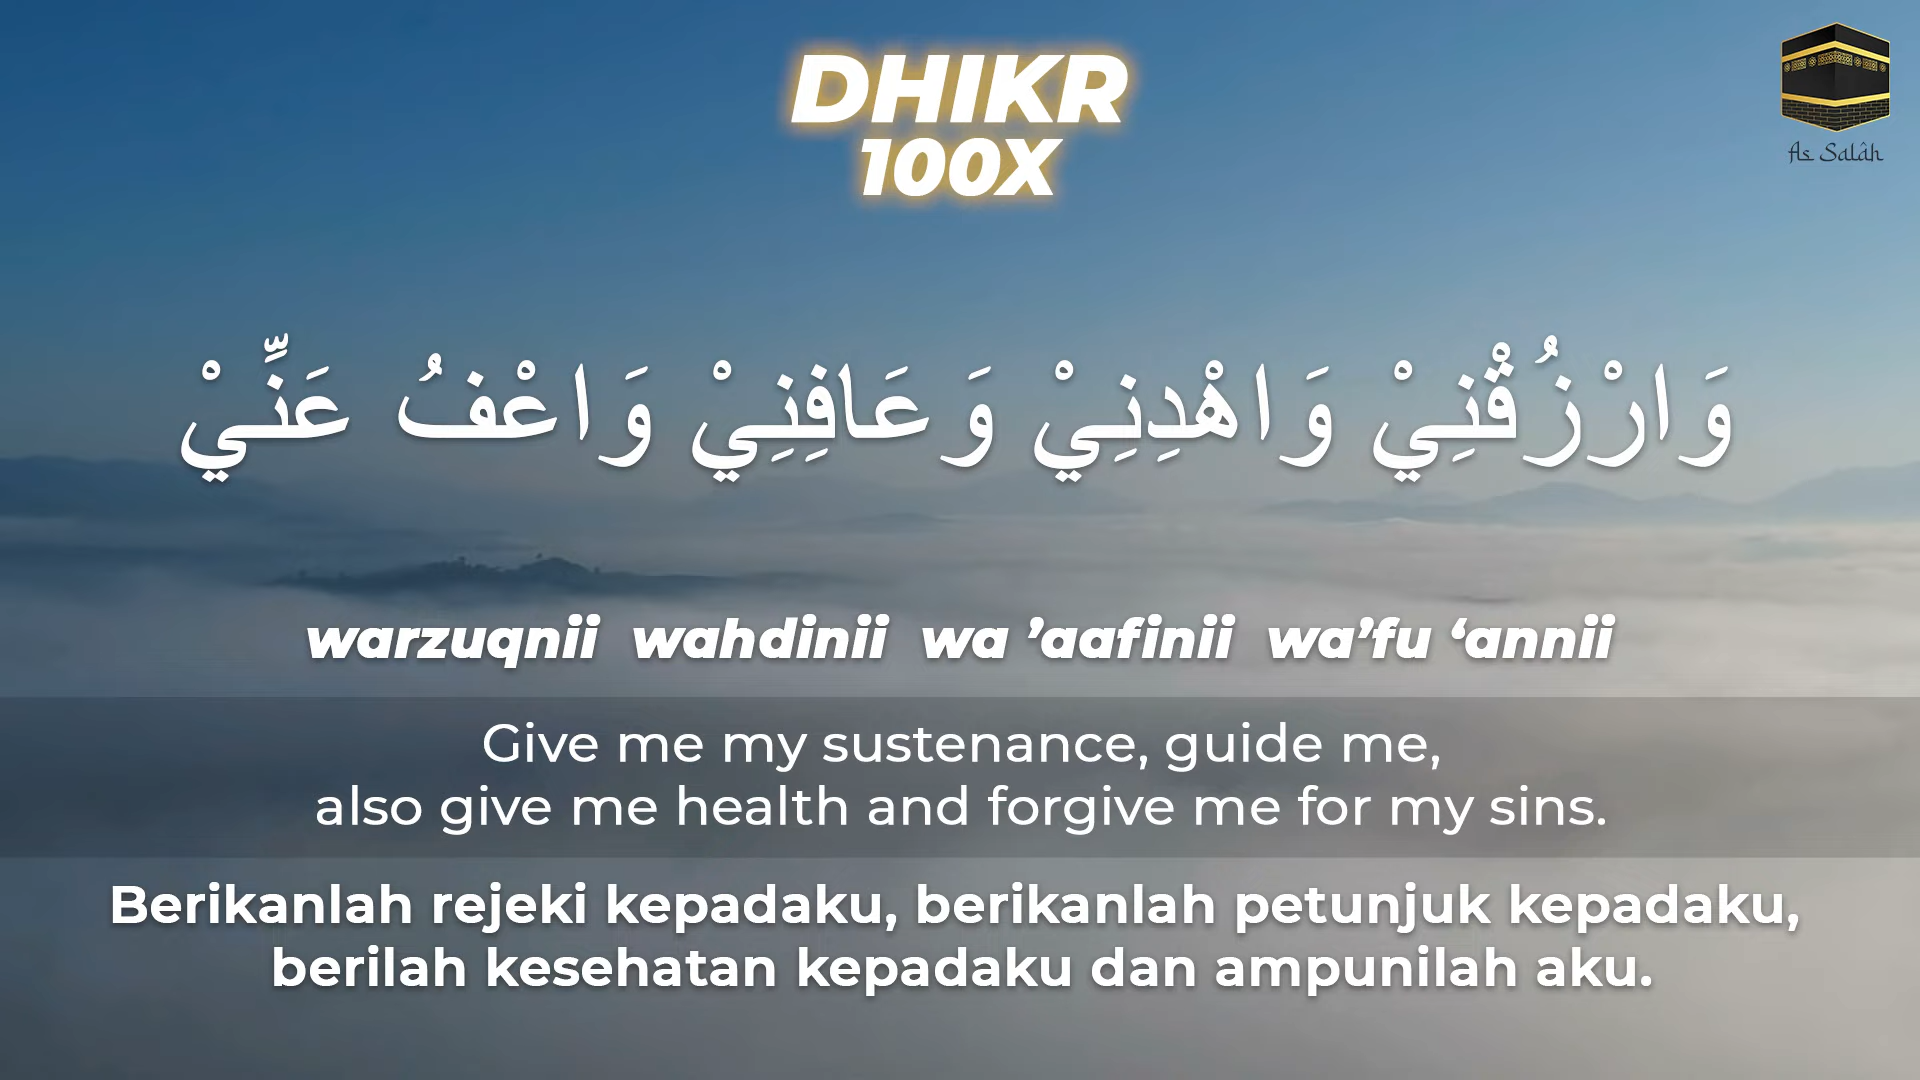 DHIKR
100X
As Salâh
وَارْزُقْنِيْ وَاهْدِنِيْ وَعَافِنِيْ وَاعْفُ عَنِّيْ
warzuqnii wahdinii wa ’aafinii wa’fu ‘annii
Give me my sustenance, guide me,
also give me health and forgive me for my sins.
Berikanlah rejeki kepadaku, berikanlah petunjuk kepadaku,
berilah kesehatan kepadaku dan ampunilah aku.